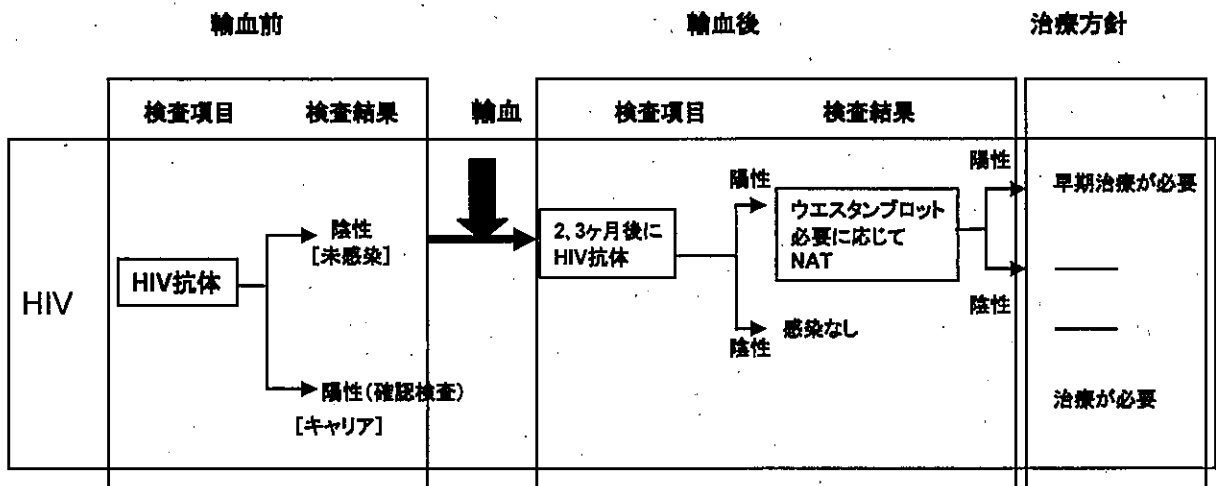 輸血前
輸血後
治療方針
検査項目
検査結果
輸血
検査項目
検査結果
HIV
HIV抗体
陰性
[未感染]
陽性(確認検査)
[キャリア]
2、3ヶ月後に
HIV抗体
陽性
陰性
ウエスタンブロット
必要に応じて
NAT
感染なし
陽性
陰性
早期治療が必要
治療が必要